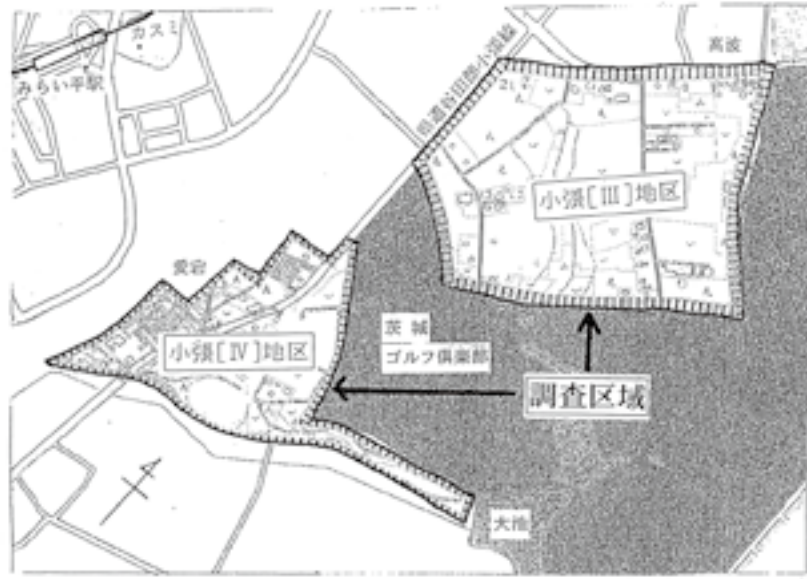 カスミ
みらい平駅
県道谷田部小張線
高波
小張[III]地区
愛宕
小張[IV]地区
茨城
ゴルフ倶楽部
調査区域
大池